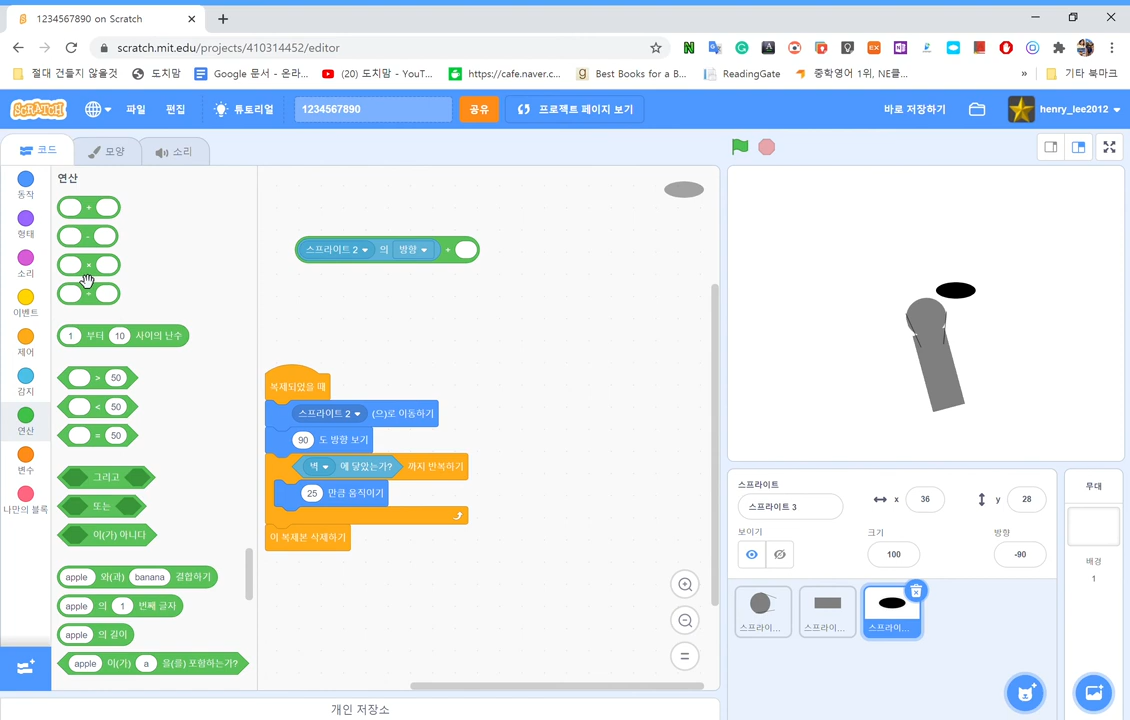 1234567890 on Scratch
scratch.mit.edu/projects/410314452/editor
절대 건들지 않을것 도치맘 Google 문서 - 온라... (20) 도치맘 - YouT... https://cafe.naver.c... Best Books for a B... ReadingGate 중학영어 1위, NE클... » 기타 북마크
SCRATCH 파일 편집 튜토리얼 1234567890 공유 프로젝트 페이지 보기 바로 저장하기 henry_lee2012
코드 모양 소리
동작
형태
소리
이벤트
제어
감지
연산
변수
나만의 블록
연산
+
-
×
÷
1 부터 10 사이의 난수
> 50
< 50
= 50
그리고
또는
이(가) 아니다
apple 와(과) banana 결합하기
apple 의 1 번째 글자
apple 의 길이
apple 이(가) a 을(를) 포함하는가?
스프라이트 2 의 방향 +
복제되었을 때
스프라이트 2 (으)로 이동하기
90 도 방향 보기
벽 에 닿았는가? 까지 반복하기
25 만큼 움직이기
이 복제본 삭제하기
개인 저장소
스프라이트
스프라이트 3
x 36 y 28
보이기 크기 방향
100 -90
스프라이... 스프라이... 스프라이...
무대
배경
1